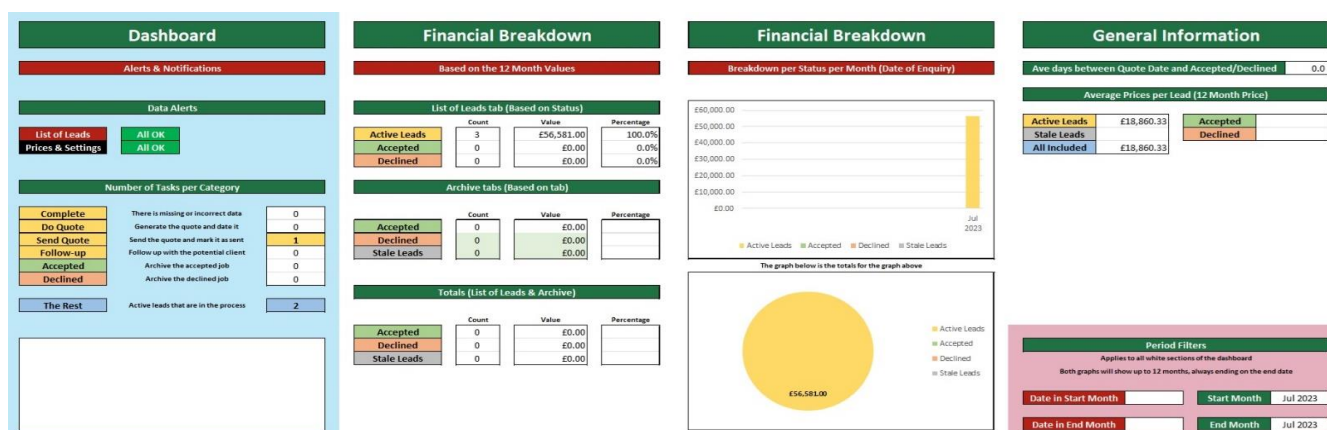 Dashboard
Alerts & Notifications
Data Alerts
List of Leads All OK
Prices & Settings All OK
Number of Tasks per Category
Complete There is missing or incorrect data 0
Do Quote Generate the quote and date it 0
Send Quote Send the quote and mark it as sent 1
Follow-up Follow up with the potential client 0
Accepted Archive the accepted job 0
Declined Archive the declined job 0
The Rest Active leads that are in the process 2
Financial Breakdown
Based on the 12 Month Values
List of Leads tab (Based on Status)
Count Value Percentage
Active Leads 3 £56,581.00 100.0%
Accepted 0 £0.00 0.0%
Declined 0 £0.00 0.0%
Archive tabs (Based on tab)
Count Value Percentage
Accepted 0 £0.00
Declined 0 £0.00
Stale Leads 0 £0.00
Totals (List of Leads & Archive)
Count Value Percentage
Accepted 0 £0.00
Declined 0 £0.00
Stale Leads 0 £0.00
Financial Breakdown
Breakdown per Status per Month (Date of Enquiry)
£60,000.00
£50,000.00
£40,000.00
£30,000.00
£20,000.00
£10,000.00
£0.00
Jul
2023
Active Leads Accepted Declined Stale Leads
The graph below is the totals for the graph above
Active Leads
Accepted
Declined
Stale Leads
£56,581.00
General Information
Ave days between Quote Date and Accepted/Declined 0.0
Average Prices per Lead (12 Month Price)
Active Leads £18,860.33 Accepted
Stale Leads Declined
All Included £18,860.33
Period Filters
Applies to all white sections of the dashboard
Both graphs will show up to 12 months, always ending on the end date
Date in Start Month Start Month Jul 2023
Date in End Month End Month Jul 2023